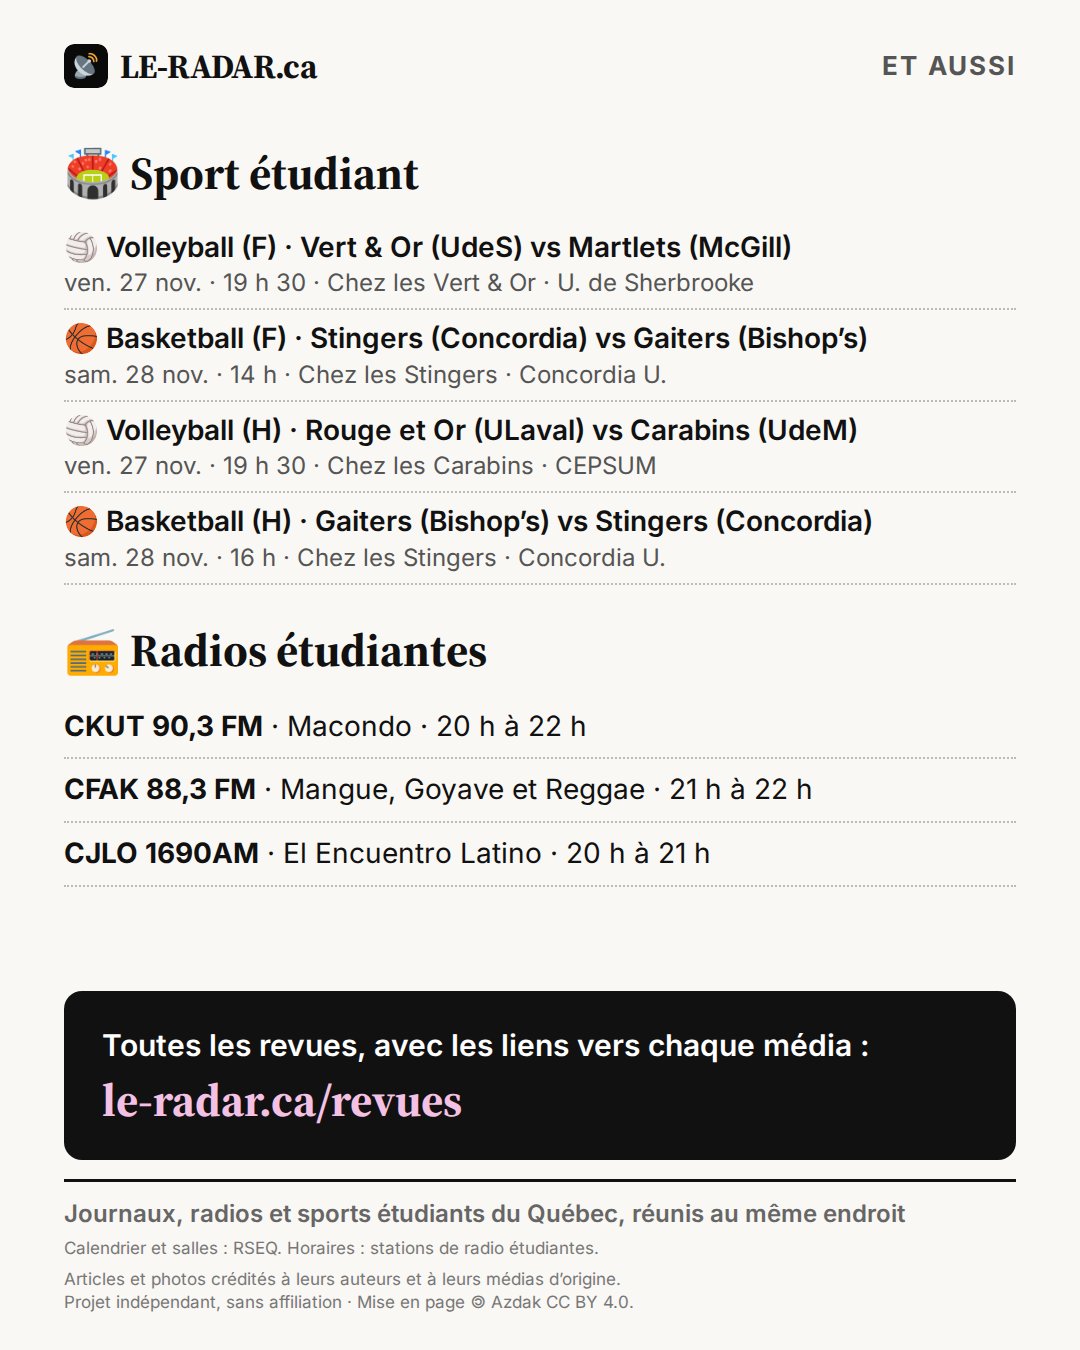 LE-RADAR.ca
ET AUSSI
Sport étudiant
Volleyball (F) · Vert & Or (UdeS) vs Martlets (McGill)
ven. 27 nov. · 19 h 30 · Chez les Vert & Or · U. de Sherbrooke
Basketball (F) · Stingers (Concordia) vs Gaiters (Bishop’s)
sam. 28 nov. · 14 h · Chez les Stingers · Concordia U.
Volleyball (H) · Rouge et Or (ULaval) vs Carabins (UdeM)
ven. 27 nov. · 19 h 30 · Chez les Carabins · CEPSUM
Basketball (H) · Gaiters (Bishop’s) vs Stingers (Concordia)
sam. 28 nov. · 16 h · Chez les Stingers · Concordia U.
Radios étudiantes
CKUT 90,3 FM · Macondo · 20 h à 22 h
CFAK 88,3 FM · Mangue, Goyave et Reggae · 21 h à 22 h
CJLO 1690AM · El Encuentro Latino · 20 h à 21 h
Toutes les revues, avec les liens vers chaque média :
le-radar.ca/revues
Journaux, radios et sports étudiants du Québec, réunis au même endroit
Calendrier et salles : RSEQ. Horaires : stations de radio étudiantes.
Articles et photos crédités à leurs auteurs et à leurs médias d’origine.
Projet indépendant, sans affiliation · Mise en page 🄯 Azdak CC BY 4.0.